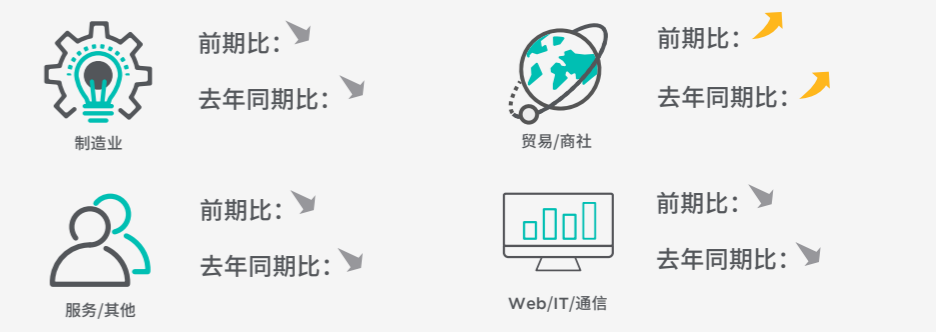 前期比：
去年同期比：
制造业
前期比：
去年同期比：
贸易/商社
前期比：
去年同期比：
服务/其他
前期比：
去年同期比：
Web/IT/通信